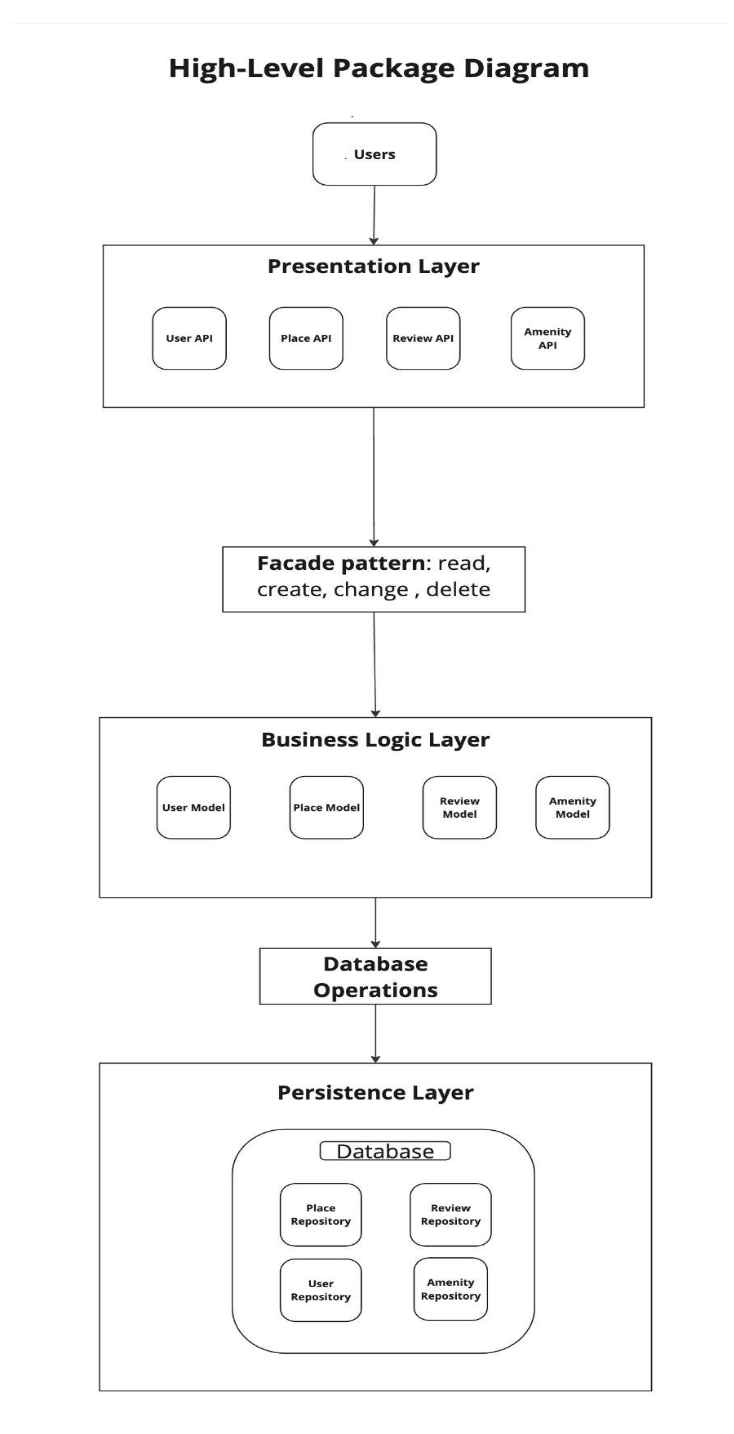 High-Level Package Diagram
. Users
Presentation Layer
User API
Place API
Review API
Amenity
API
Facade pattern: read,
create, change , delete
Business Logic Layer
User Model
Place Model
Review
Model
Amenity
Model
Database
Operations
Persistence Layer
Database
Place
Repository
Review
Repository
User
Repository
Amenity
Repository